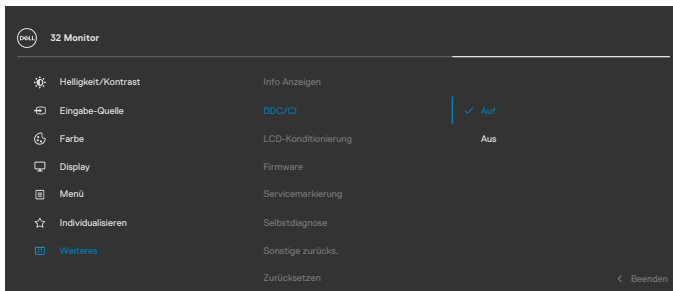 DELL 32 Monitor
Helligkeit/Kontrast Info Anzeigen
Eingabe-Quelle DDC/CI Auf
Farbe LCD-Konditionierung Aus
Display Firmware
Menü Servicemarkierung
Individualisieren Selbstdiagnose
Weiteres Sonstige zurücks.
Zurücksetzen Beenden